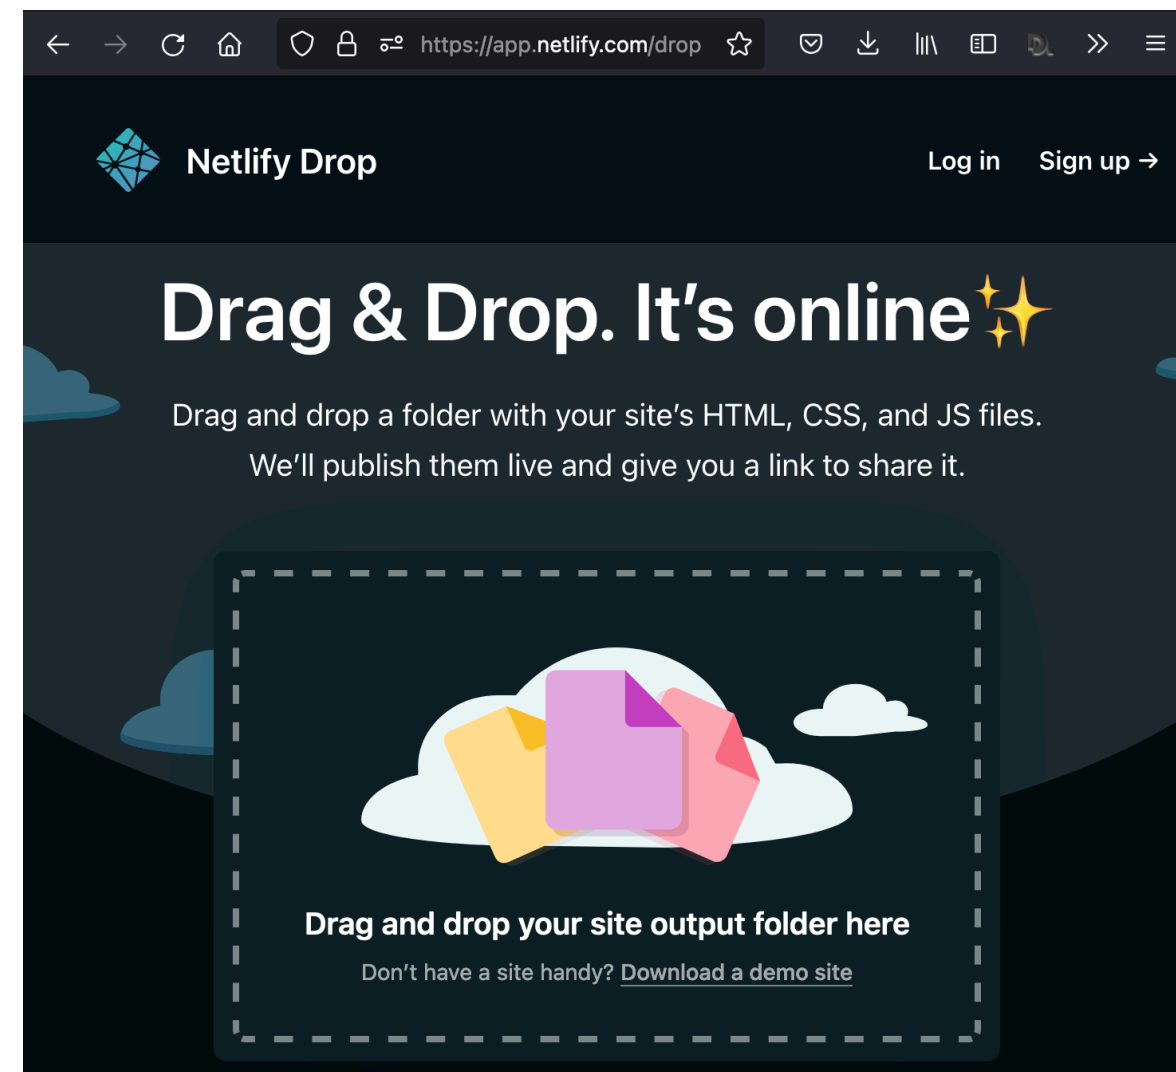 https://app.netlify.com/drop
Netlify Drop
Log in
Sign up →
Drag & Drop. It’s online✨
Drag and drop a folder with your site’s HTML, CSS, and JS files.
We’ll publish them live and give you a link to share it.
Drag and drop your site output folder here
Don’t have a site handy? Download a demo site